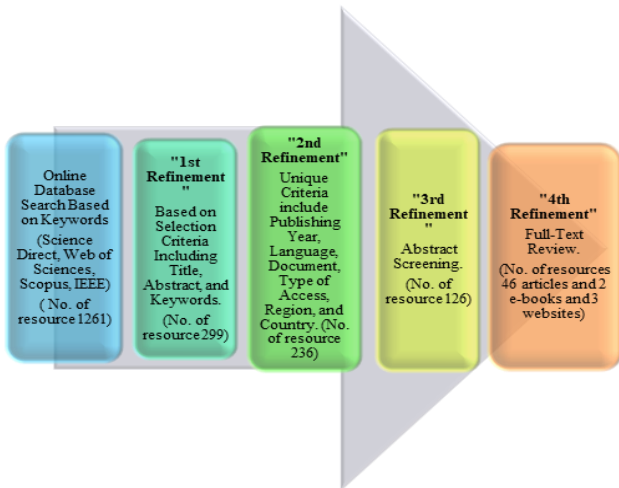 Online
Database
Search Based on
Keywords
(Science
Direct, Web of
Sciences,
Scopus, IEEE)
( No. of
resource 1261)
"1st
Refinement
"
Based on
Selection
Criteria
Including
Title,
Abstract, and
Keywords.
(No. of
resource 299)
"2nd
Refinement"
Unique
Criteria
include
Publishing
Year,
Language,
Document,
Type of
Access,
Region, and
Country. (No.
of resource
236)
"3rd
Refinement
"
Abstract
Screening.
(No. of
resource 126)
"4th
Refinement"
Full-Text
Review.
(No. of resources
46 articles and 2
e-books and 3
websites)